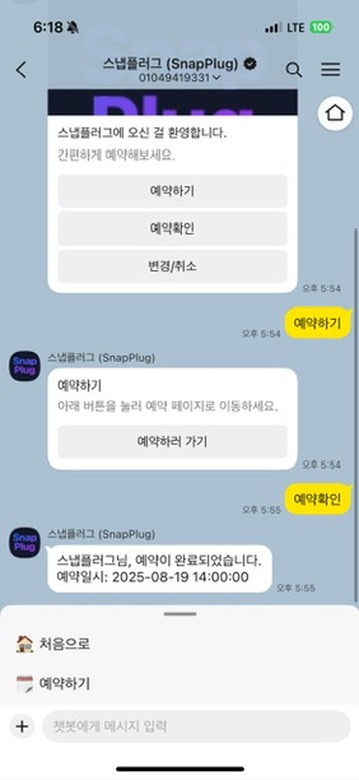 6:18
LTE 100
스냅플러그 (SnapPlug)
01049419331
Plug
스냅플러그에 오신 걸 환영합니다.
간편하게 예약해보세요.
예약하기
예약확인
변경/취소
오후 5:54
예약하기
오후 5:54
Snap
Plug
스냅플러그 (SnapPlug)
예약하기
아래 버튼을 눌러 예약 페이지로 이동하세요.
예약하러 가기
오후 5:54
예약확인
오후 5:55
Snap
Plug
스냅플러그 (SnapPlug)
스냅플러그님, 예약이 완료되었습니다.
예약일시: 2025-08-19 14:00:00
오후 5:55
처음으로
예약하기
챗봇에게 메시지 입력